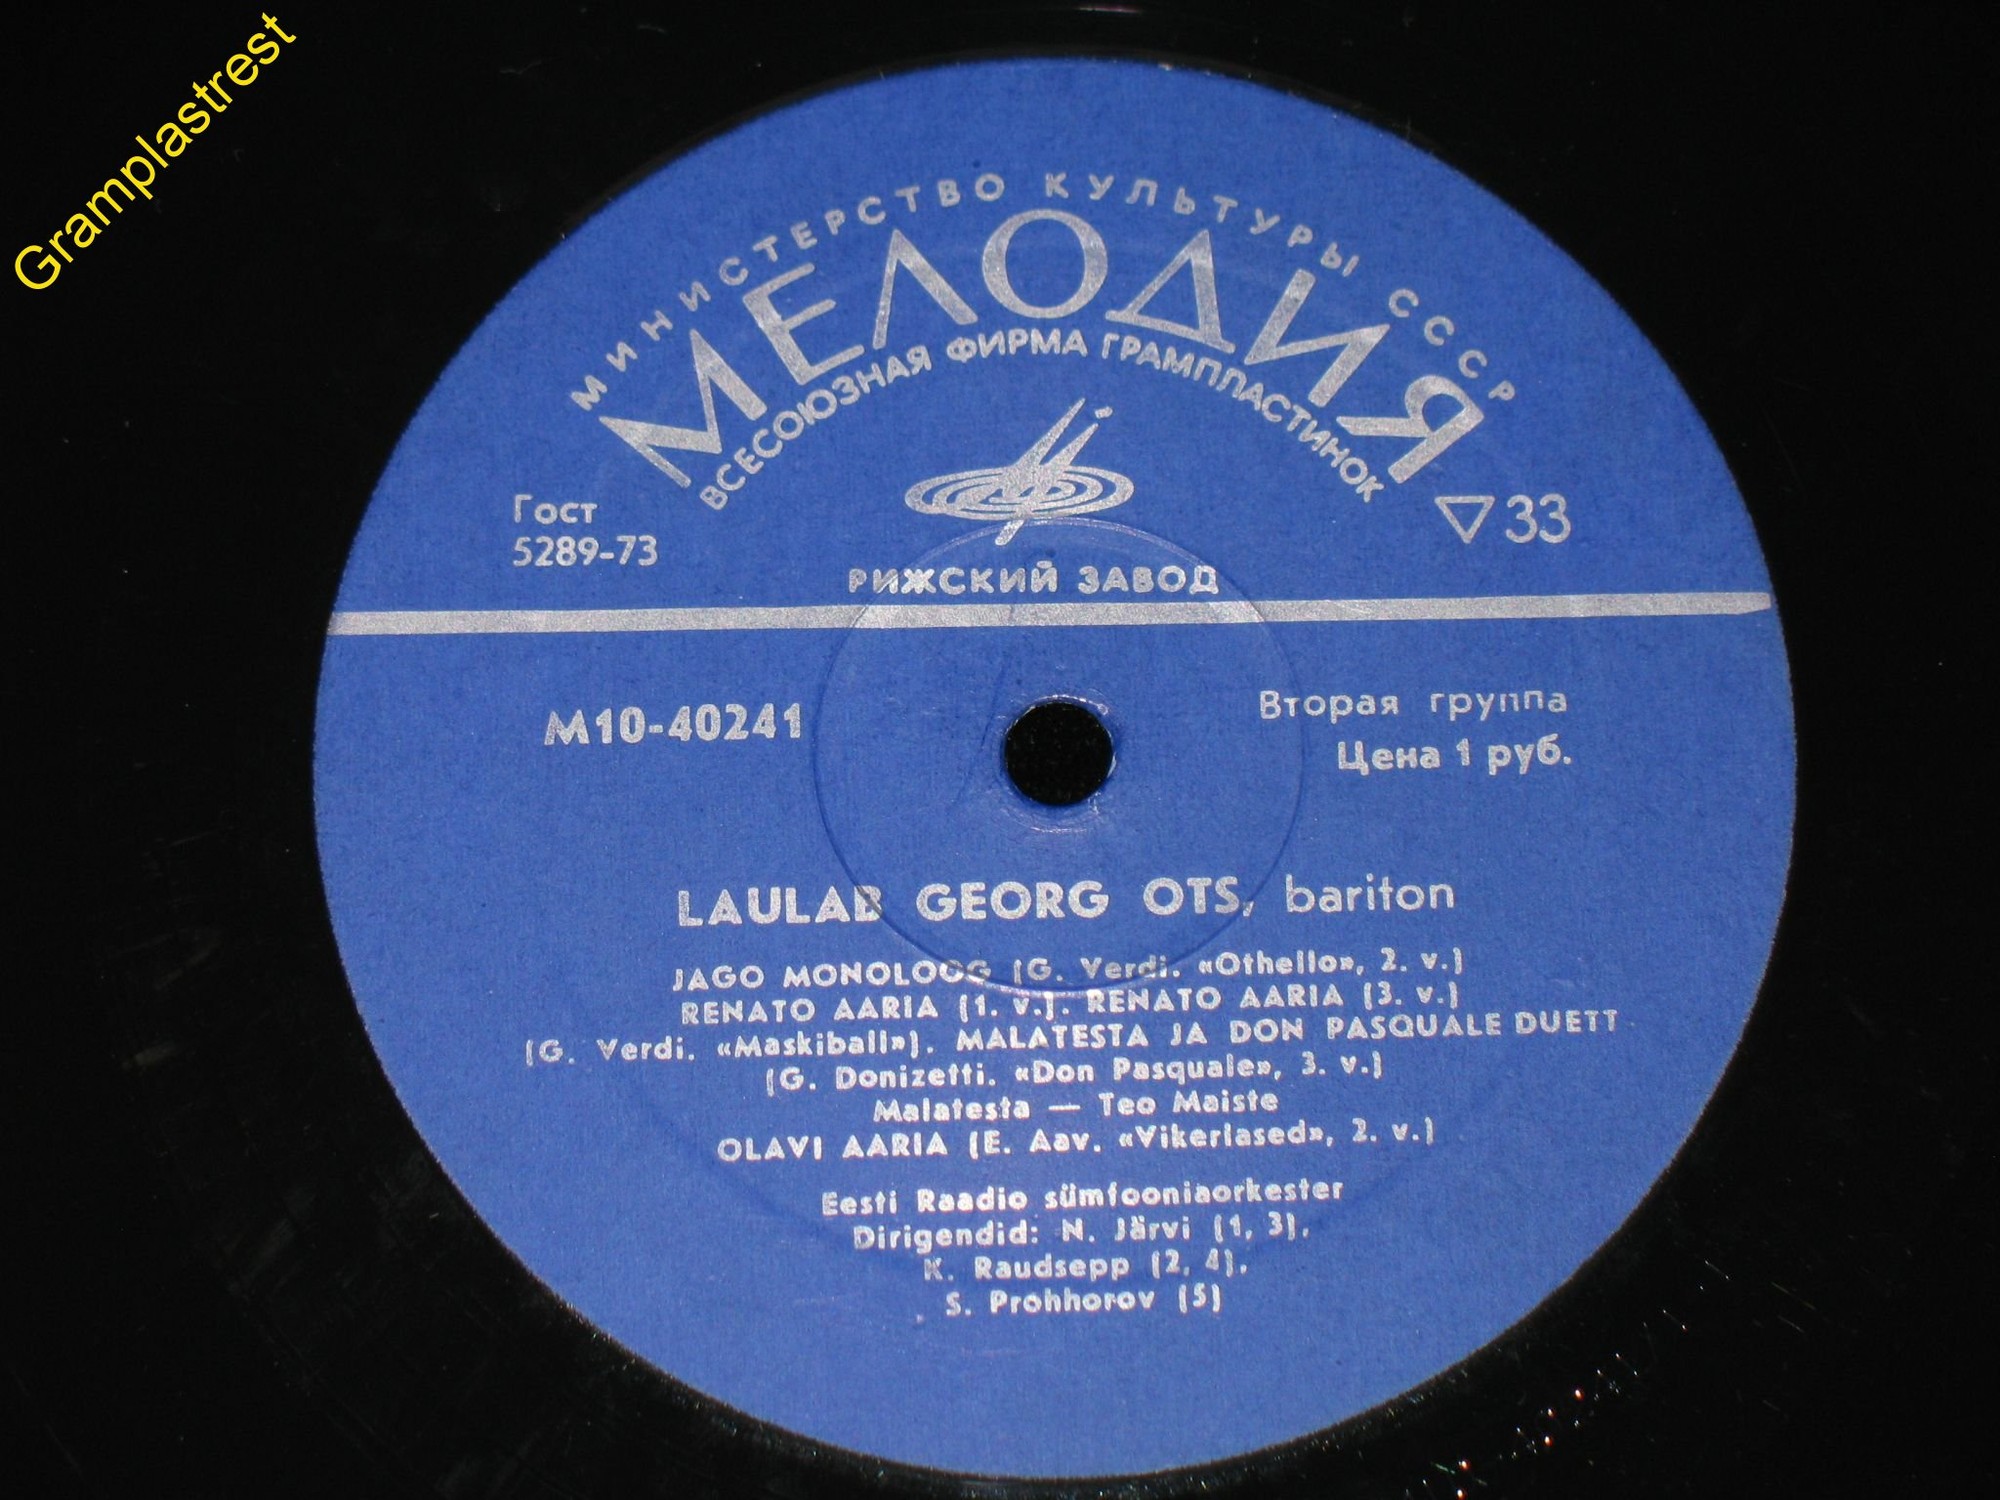 Gramplastrest
МИНИСТЕРСТВО КУЛЬТУРЫ СССР
МЕЛОДИЯ
ВСЕСОЮЗНАЯ ФИРМА ГРАМПЛАСТИНОК
Гост
5289-73
▽33
РИЖСКИЙ ЗАВОД
М10-40241
Вторая группа
Цена 1 руб.
LAULAB GEORG OTS, bariton
JAGO MONOLOOG (G. Verdi. «Othello», 2. v.)
RENATO AARIA (1. v.). RENATO AARIA (3. v.)
(G. Verdi. «Maskiball»). MALATESTA JA DON PASQUALE DUETT
(G. Donizetti. «Don Pasquale», 3. v.)
Malatesta — Teo Maiste
OLAVI AARIA (E. Aav. «Vikerlased», 2. v.)
Eesti Raadio sümfooniaorkester
Dirigendid: N. Järvi (1, 3),
K. Raudsepp (2, 4),
S. Prohhorov (5)